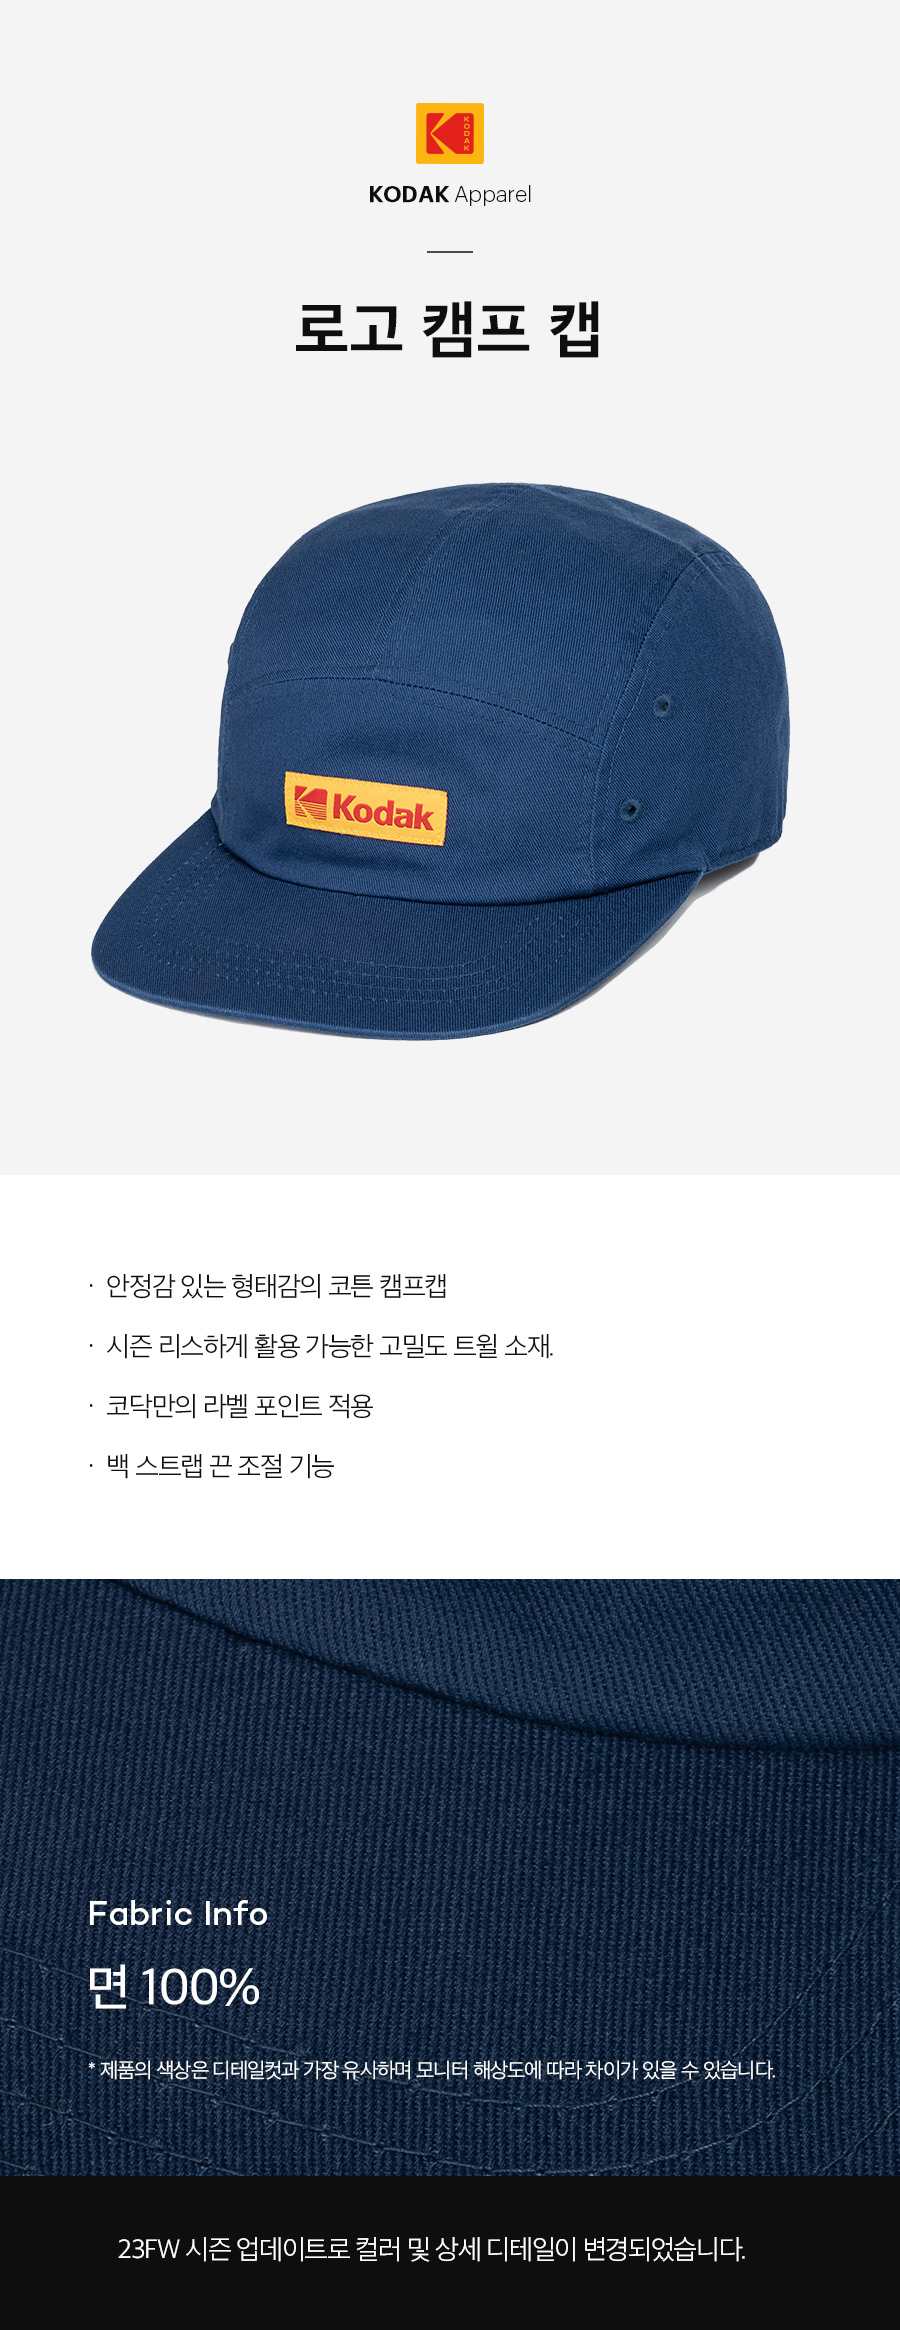 KODAK
KODAK Apparel
로고 캠프 캡
Kodak
· 안정감 있는 형태감의 코튼 캠프캡
· 시즌 리스하게 활용 가능한 고밀도 트윌 소재.
· 코닥만의 라벨 포인트 적용
· 백 스트랩 끈 조절 기능
Fabric Info
면 100%
* 제품의 색상은 디테일컷과 가장 유사하며 모니터 해상도에 따라 차이가 있을 수 있습니다.
23FW 시즌 업데이트로 컬러 및 상세 디테일이 변경되었습니다.